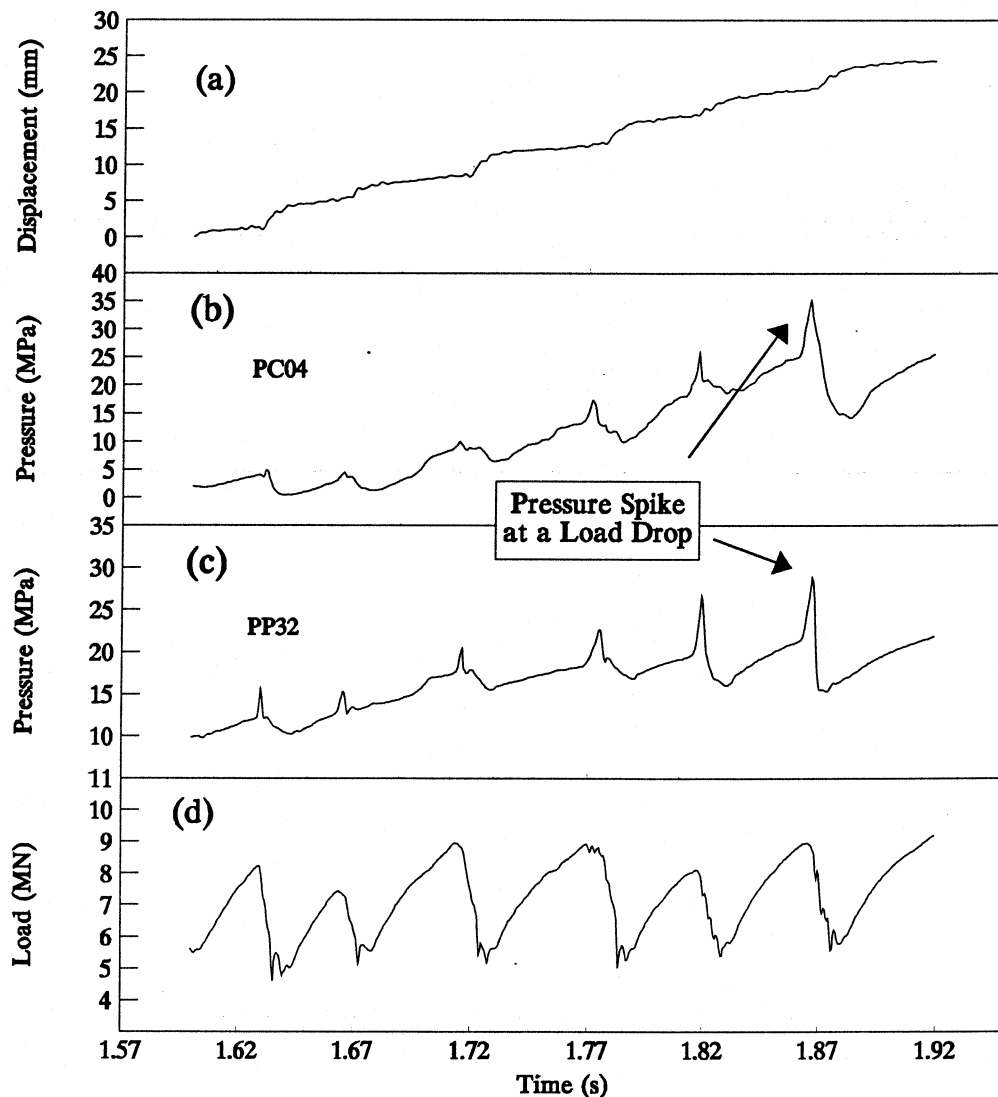 30
25
20
15
10
5
0
Displacement (mm)
(a)
40
35
30
25
20
15
10
5
0
Pressure (MPa)
(b)
PC04
Pressure Spike
at a Load Drop
35
30
25
20
15
10
Pressure (MPa)
(c)
PP32
11
10
9
8
7
6
5
4
Load (MN)
(d)
1.57 1.62 1.67 1.72 1.77 1.82 1.87 1.92
Time (s)